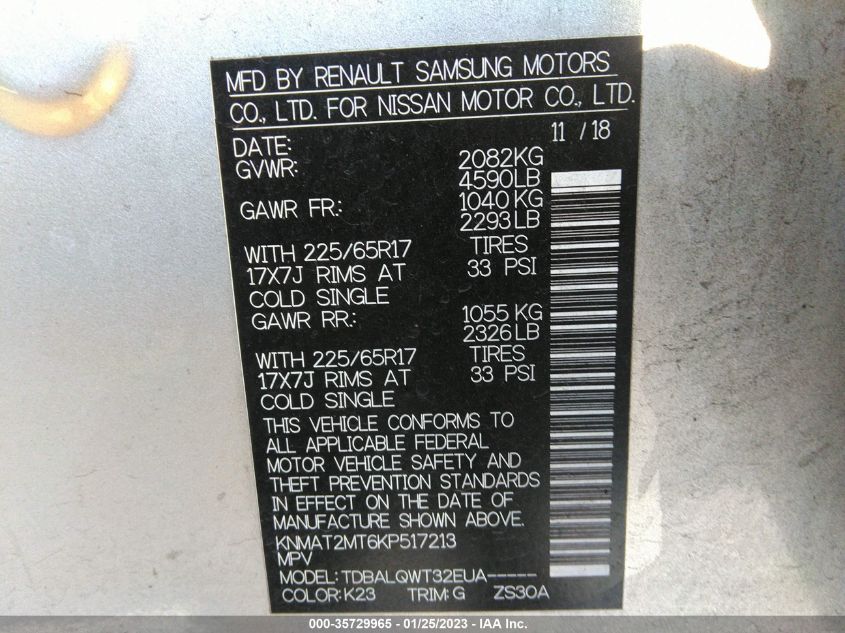 MFD BY RENAULT SAMSUNG MOTORS
CO., LTD. FOR NISSAN MOTOR CO., LTD.
DATE: 11 / 18
GVWR: 2082KG
4590LB
GAWR FR.: 1040 KG
2293 LB
WITH 225/65R17 TIRES
17X7J RIMS AT 33 PSI
COLD SINGLE
GAWR RR.: 1055 KG
2326 LB
WITH 225/65R17 TIRES
17X7J RIMS AT 33 PSI
COLD SINGLE
THIS VEHICLE CONFORMS TO
ALL APPLICABLE FEDERAL
MOTOR VEHICLE SAFETY AND
THEFT PREVENTION STANDARDS
IN EFFECT ON THE DATE OF
MANUFACTURE SHOWN ABOVE.
KNMAT2MT6KP517213
MPV
MODEL: TDBALQWT32EUA-----
COLOR: K23 TRIM: G ZS30A
000-35729965 - 01/25/2023 - IAA Inc.